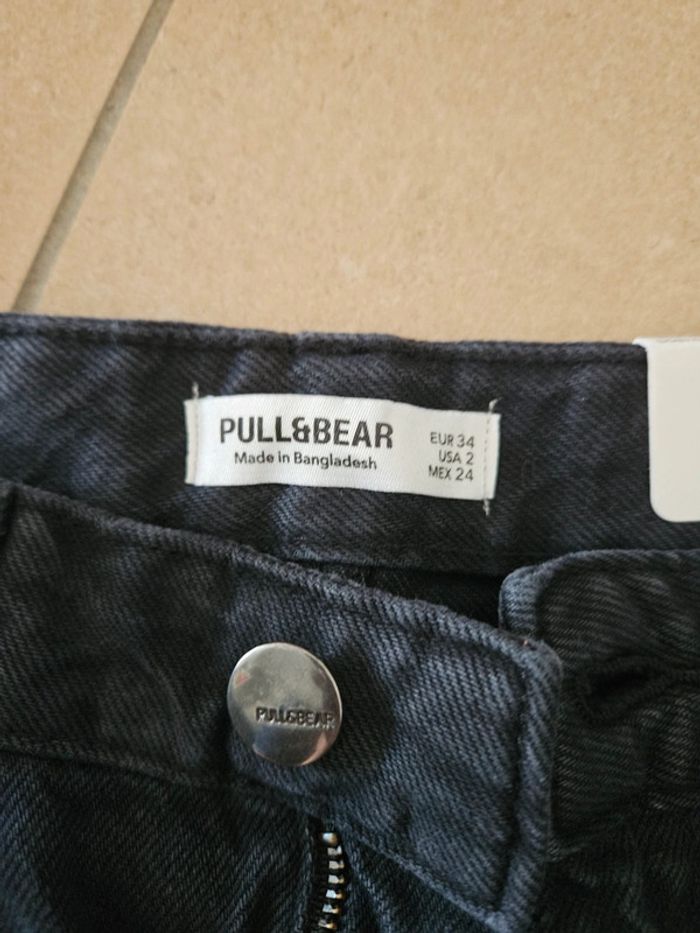 PULL&BEAR
Made in Bangladesh
EUR 34
USA 2
MEX 24
PULL&BEAR